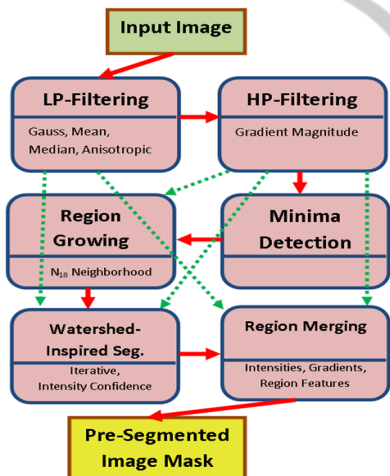 Input Image
LP-Filtering
Gauss, Mean,
Median, Anisotropic
HP-Filtering
Gradient Magnitude
Region
Growing
N₁₈ Neighborhood
Minima
Detection
Watershed-
Inspired Seg.
Iterative,
Intensity Confidence
Region Merging
Intensities, Gradients,
Region Features
Pre-Segmented
Image Mask